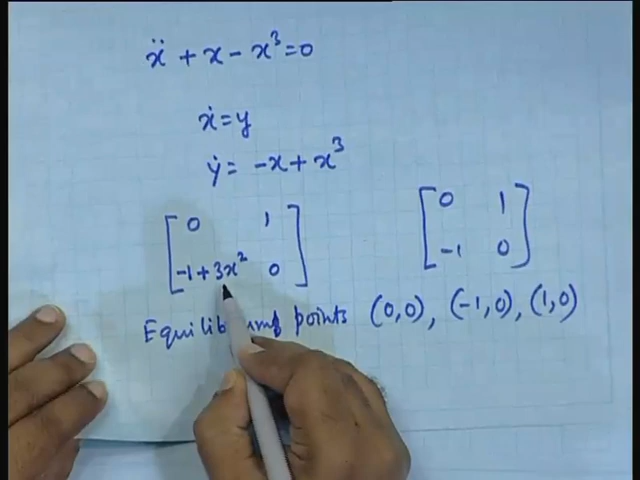 ẍ + x - x³ = 0
ẋ = y
ẏ = -x + x³
[ 0 1 ] [ 0 1 ]
[ -1+3x² 0 ] [ -1 0 ]
points (0,0), (-1,0), (1,0)